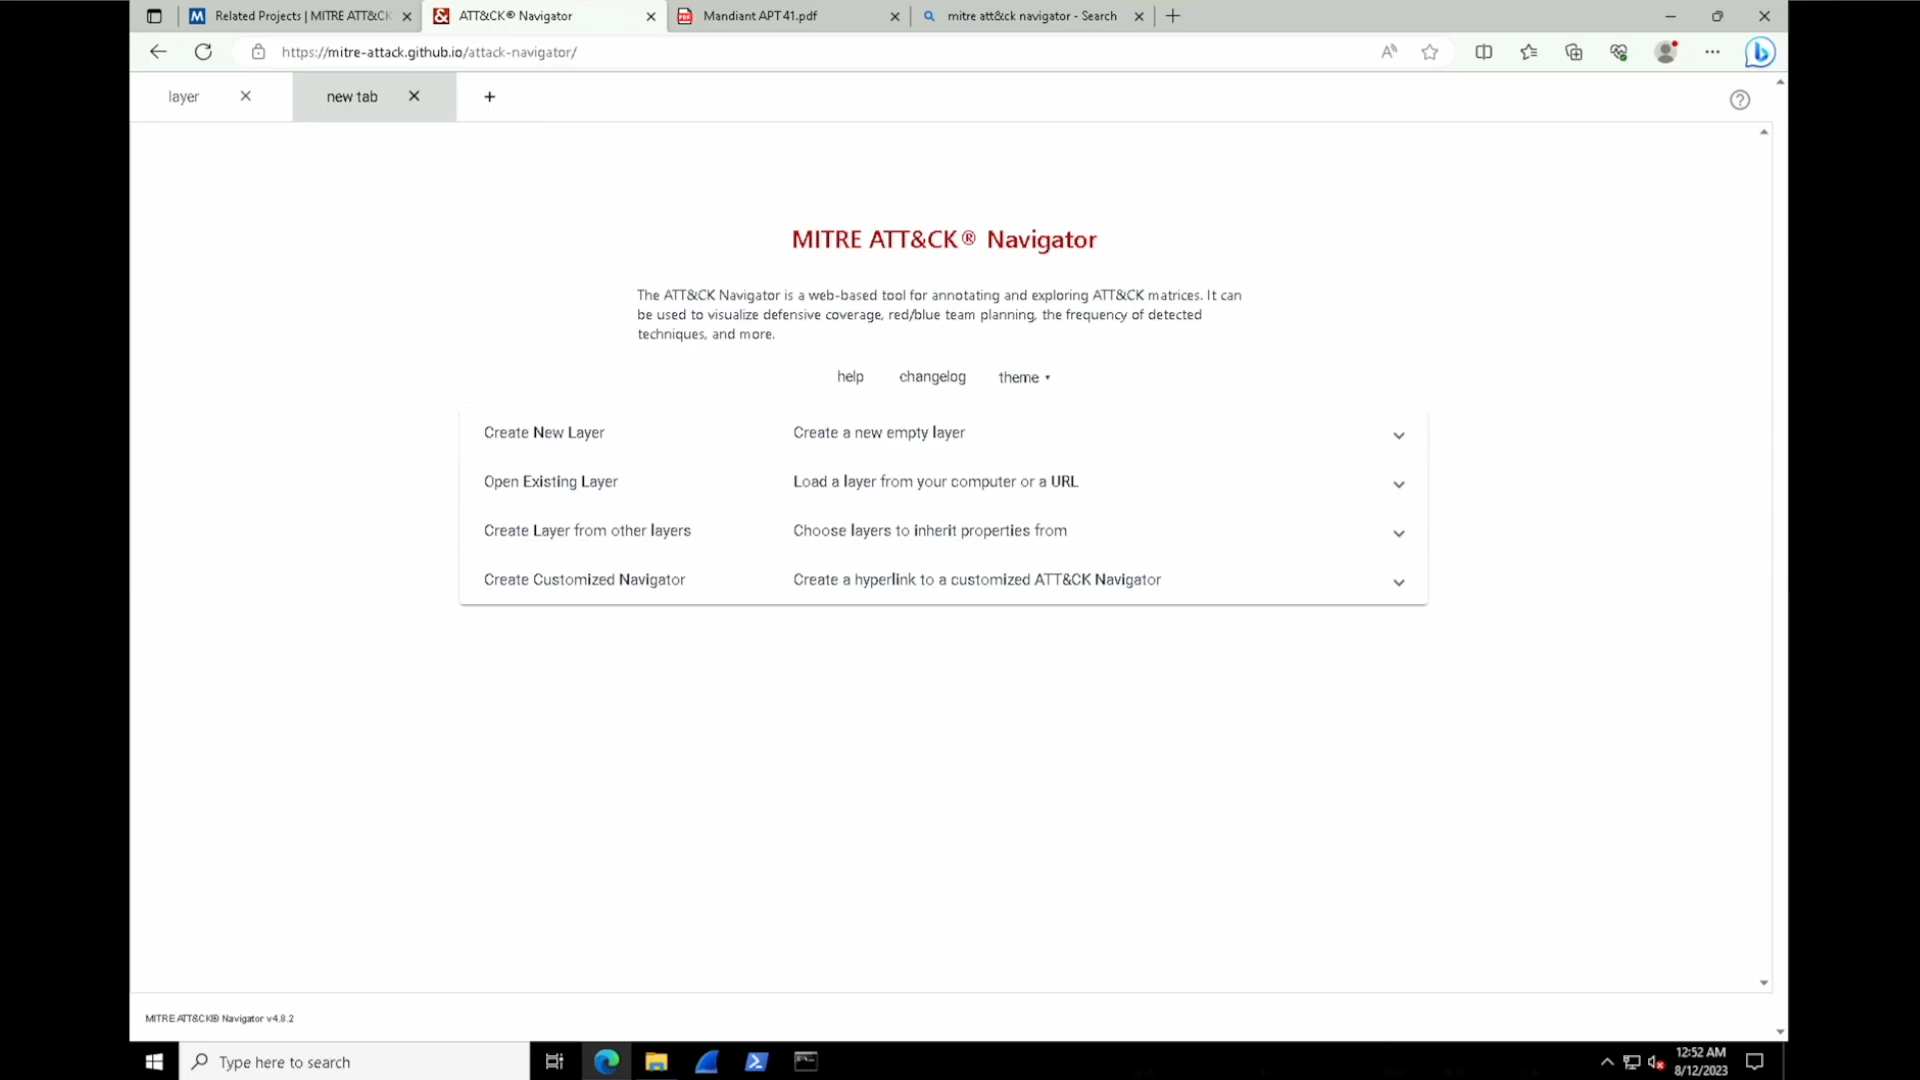 Related Projects | MITRE ATT&CK
ATT&CK® Navigator
Mandiant APT41.pdf
mitre att&ck navigator - Search
https://mitre-attack.github.io/attack-navigator/
layer
new tab
MITRE ATT&CK® Navigator
The ATT&CK Navigator is a web-based tool for annotating and exploring ATT&CK matrices. It can
be used to visualize defensive coverage, red/blue team planning, the frequency of detected
techniques, and more.
help changelog theme
Create New Layer Create a new empty layer
Open Existing Layer Load a layer from your computer or a URL
Create Layer from other layers Choose layers to inherit properties from
Create Customized Navigator Create a hyperlink to a customized ATT&CK Navigator
MITRE ATT&CK® Navigator v4.8.2
Type here to search
12:52 AM
8/12/2023